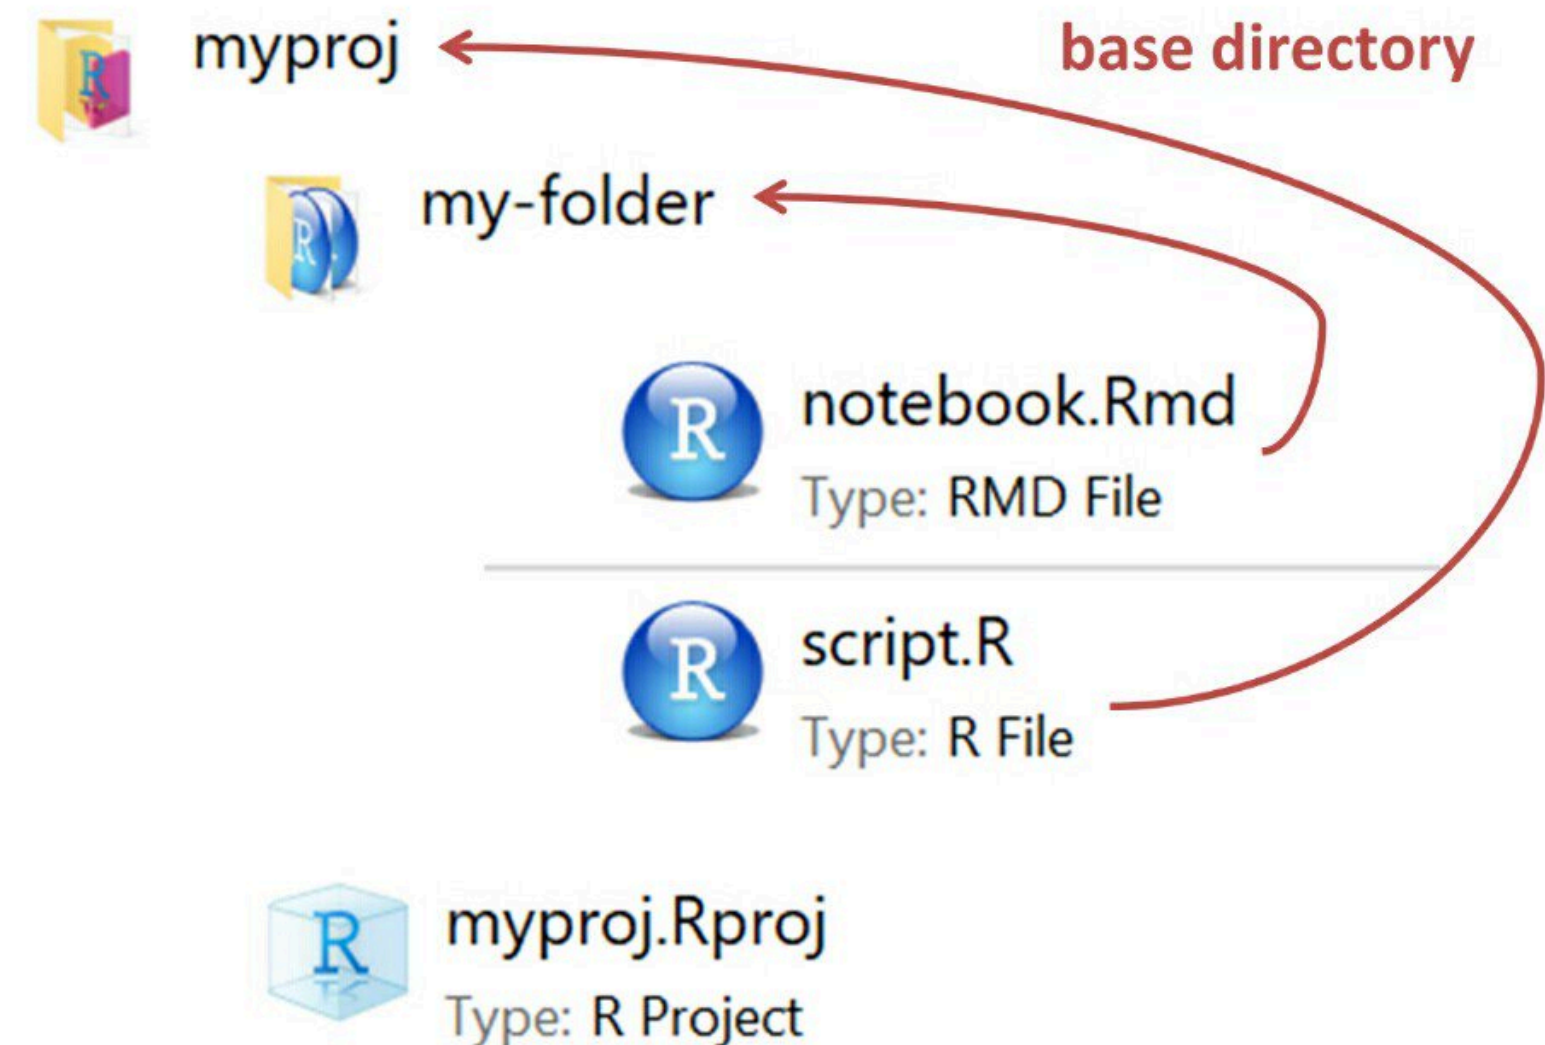 myproj
base directory
my-folder
notebook.Rmd
Type: RMD File
script.R
Type: R File
myproj.Rproj
Type: R Project